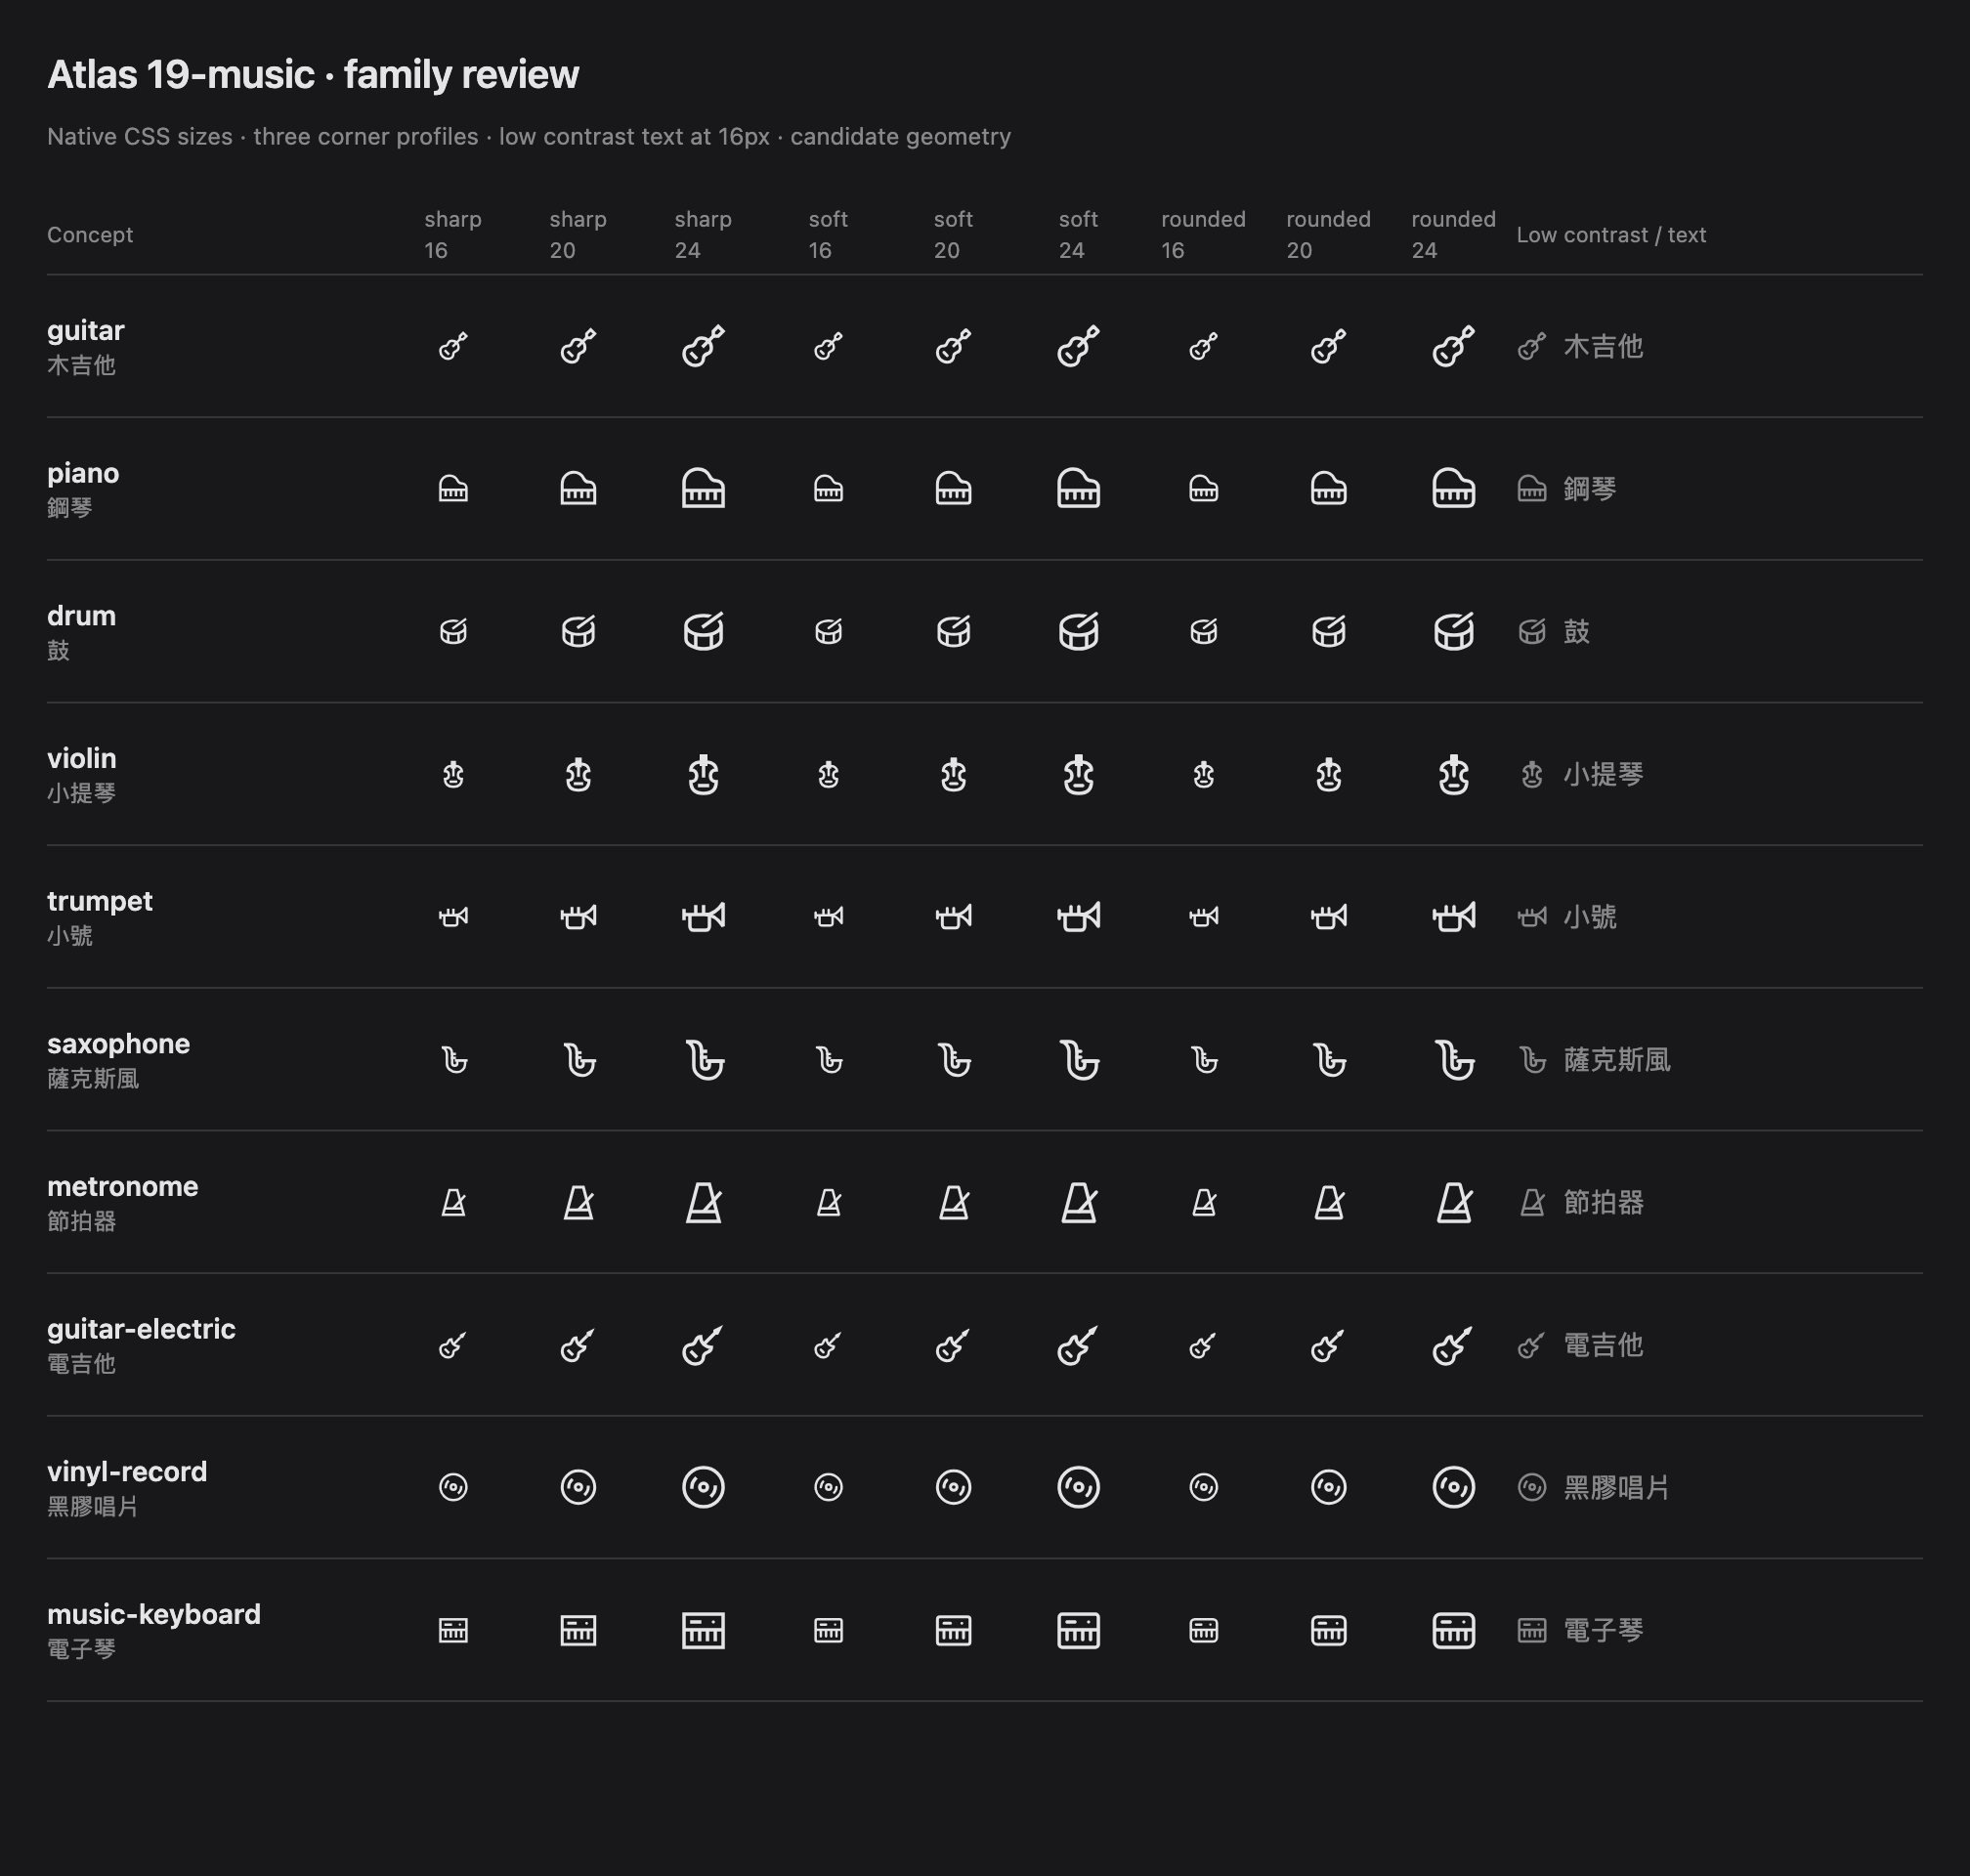 Atlas 19-music · family review
Native CSS sizes · three corner profiles · low contrast text at 16px · candidate geometry
Concept
sharp 16
sharp 20
sharp 24
soft 16
soft 20
soft 24
rounded 16
rounded 20
rounded 24
Low contrast / text
guitar
木吉他
木吉他
piano
鋼琴
鋼琴
drum
鼓
鼓
violin
小提琴
小提琴
trumpet
小號
小號
saxophone
薩克斯風
薩克斯風
metronome
節拍器
節拍器
guitar-electric
電吉他
電吉他
vinyl-record
黑膠唱片
黑膠唱片
music-keyboard
電子琴
電子琴